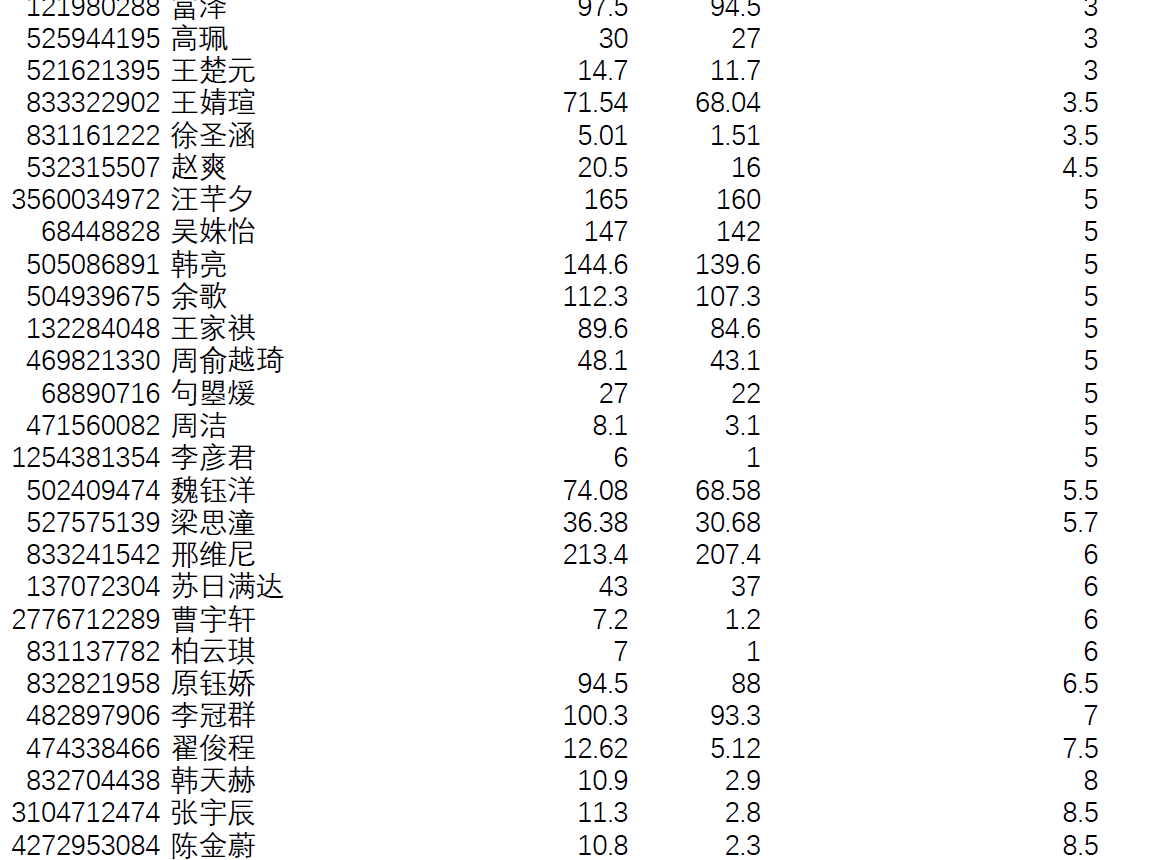 121980288 富泽 97.5 94.5 3
525944195 高珮 30 27 3
521621395 王楚元 14.7 11.7 3
833322902 王婧瑄 71.54 68.04 3.5
831161222 徐圣涵 5.01 1.51 3.5
532315507 赵爽 20.5 16 4.5
3560034972 汪芊夕 165 160 5
68448828 吴姝怡 147 142 5
505086891 韩亮 144.6 139.6 5
504939675 余歌 112.3 107.3 5
132284048 王家祺 89.6 84.6 5
469821330 周俞越琦 48.1 43.1 5
68890716 句曌煖 27 22 5
471560082 周洁 8.1 3.1 5
1254381354 李彦君 6 1 5
502409474 魏钰洋 74.08 68.58 5.5
527575139 梁思潼 36.38 30.68 5.7
833241542 邢维尼 213.4 207.4 6
137072304 苏日满达 43 37 6
2776712289 曹宇轩 7.2 1.2 6
831137782 柏云琪 7 1 6
832821958 原钰娇 94.5 88 6.5
482897906 李冠群 100.3 93.3 7
474338466 翟俊程 12.62 5.12 7.5
832704438 韩天赫 10.9 2.9 8
3104712474 张宇辰 11.3 2.8 8.5
4272953084 陈金蔚 10.8 2.3 8.5